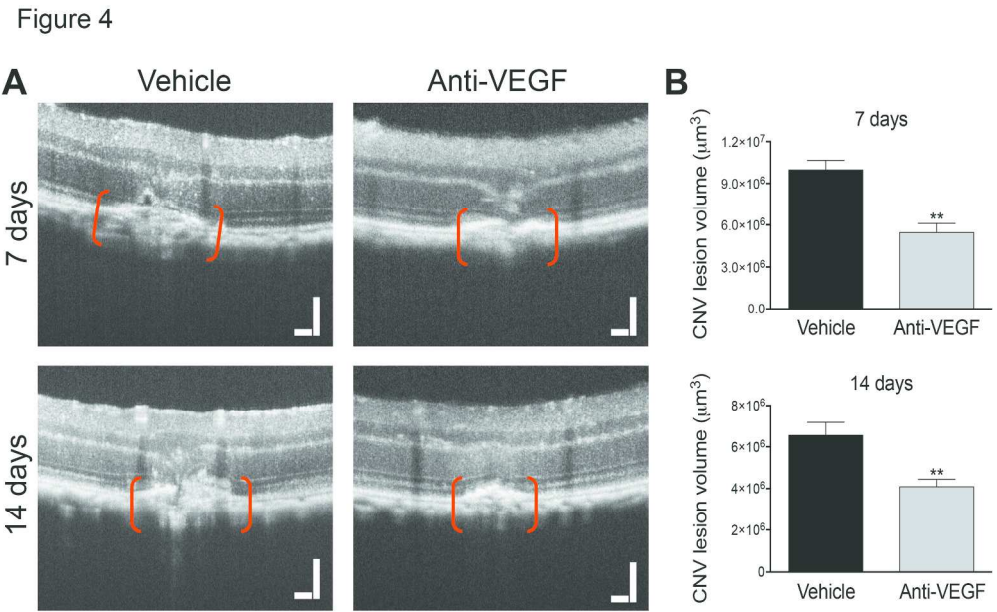 Figure 4
A
Vehicle
Anti-VEGF
7 days
14 days
B
7 days
CNV lesion volume (μm³)
1.2×10⁷
9.0×10⁶
6.0×10⁶
3.0×10⁶
0.0
**
Vehicle
Anti-VEGF
14 days
CNV lesion volume (μm³)
8×10⁶
6×10⁶
4×10⁶
2×10⁶
0
**
Vehicle
Anti-VEGF